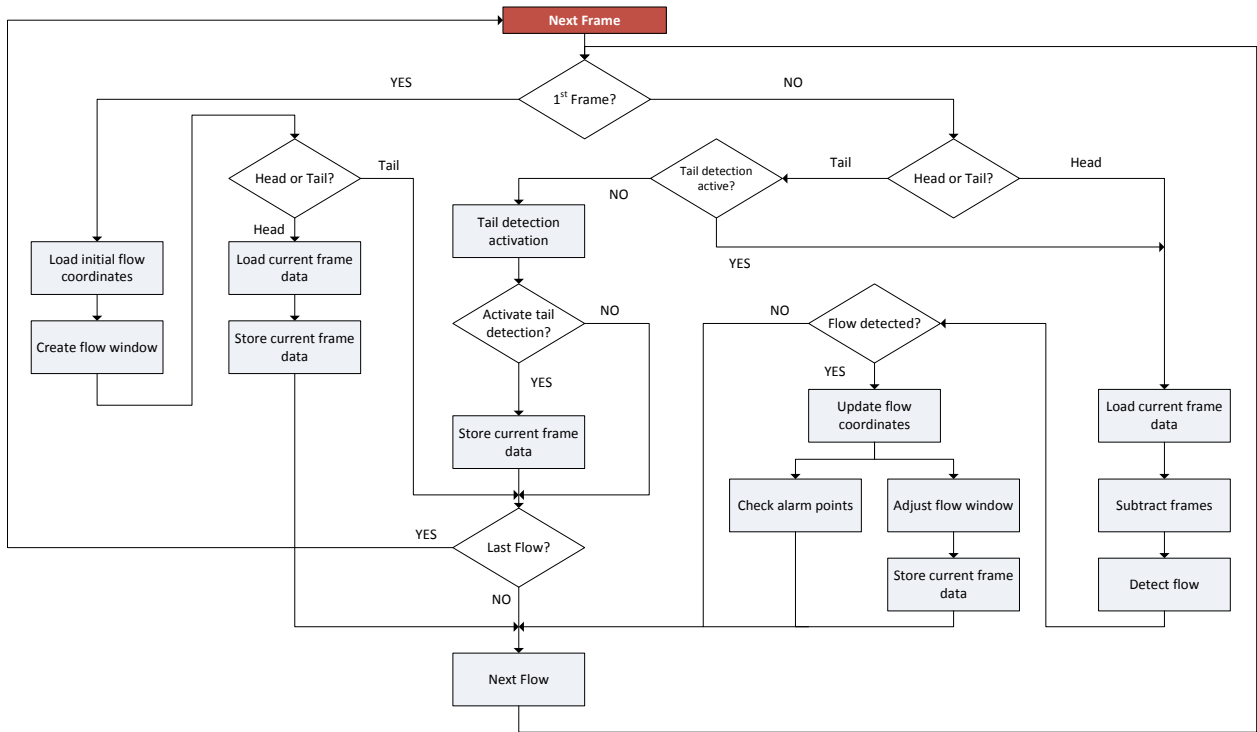 Next Frame
YES
1st Frame?
NO
Head or Tail?
Tail
Tail detection
active?
Tail
Head or Tail?
Head
NO
Tail detection
activation
Head
Load initial flow
coordinates
Load current frame
data
YES
Activate tail
detection?
NO
NO
Flow detected?
Create flow window
Store current frame
data
YES
YES
Update flow
coordinates
Load current frame
data
Store current frame
data
Check alarm points
Adjust flow window
Subtract frames
YES
Last Flow?
Store current frame
data
Detect flow
NO
Next Flow